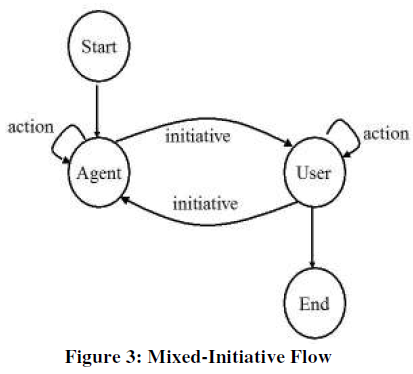 Start
action
initiative
action
Agent
User
initiative
End
Figure 3: Mixed-Initiative Flow